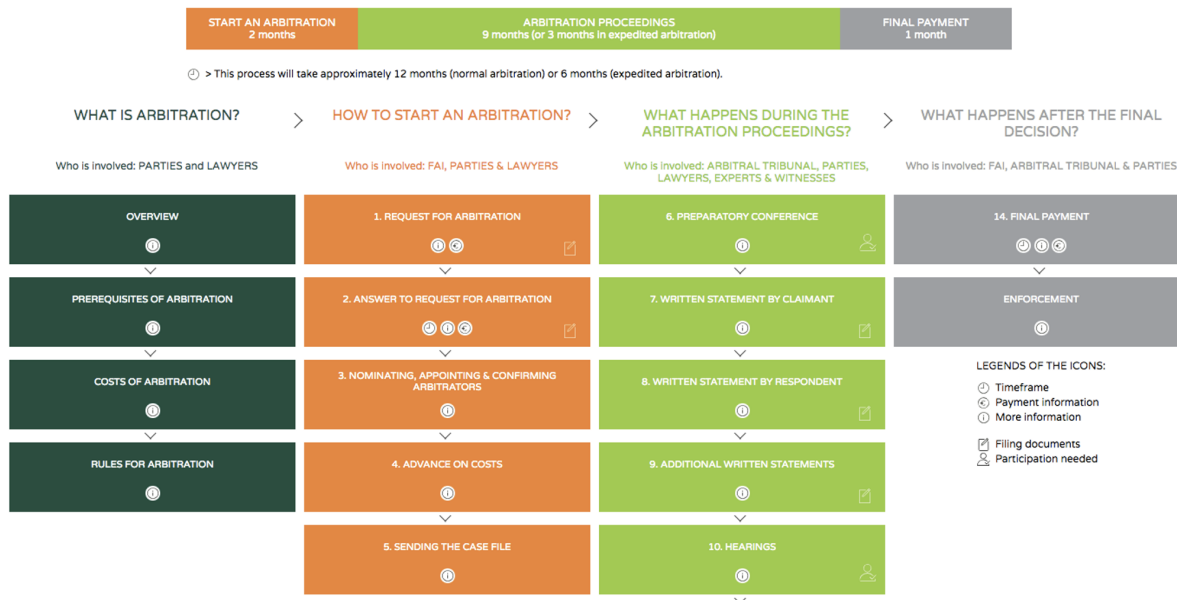 START AN ARBITRATION
2 months
ARBITRATION PROCEEDINGS
9 months (or 3 months in expedited arbitration)
FINAL PAYMENT
1 month
> This process will take approximately 12 months (normal arbitration) or 6 months (expedited arbitration).
WHAT IS ARBITRATION?
Who is involved: PARTIES and LAWYERS
OVERVIEW
PREREQUISITES OF ARBITRATION
COSTS OF ARBITRATION
RULES FOR ARBITRATION
HOW TO START AN ARBITRATION?
Who is involved: FAI, PARTIES & LAWYERS
1. REQUEST FOR ARBITRATION
2. ANSWER TO REQUEST FOR ARBITRATION
3. NOMINATING, APPOINTING & CONFIRMING
ARBITRATORS
4. ADVANCE ON COSTS
5. SENDING THE CASE FILE
WHAT HAPPENS DURING THE
ARBITRATION PROCEEDINGS?
Who is involved: ARBITRAL TRIBUNAL, PARTIES,
LAWYERS, EXPERTS & WITNESSES
6. PREPARATORY CONFERENCE
7. WRITTEN STATEMENT BY CLAIMANT
8. WRITTEN STATEMENT BY RESPONDENT
9. ADDITIONAL WRITTEN STATEMENTS
10. HEARINGS
WHAT HAPPENS AFTER THE FINAL
DECISION?
Who is involved: FAI, ARBITRAL TRIBUNAL & PARTIES
14. FINAL PAYMENT
ENFORCEMENT
LEGENDS OF THE ICONS:
Timeframe
Payment information
More information
Filing documents
Participation needed